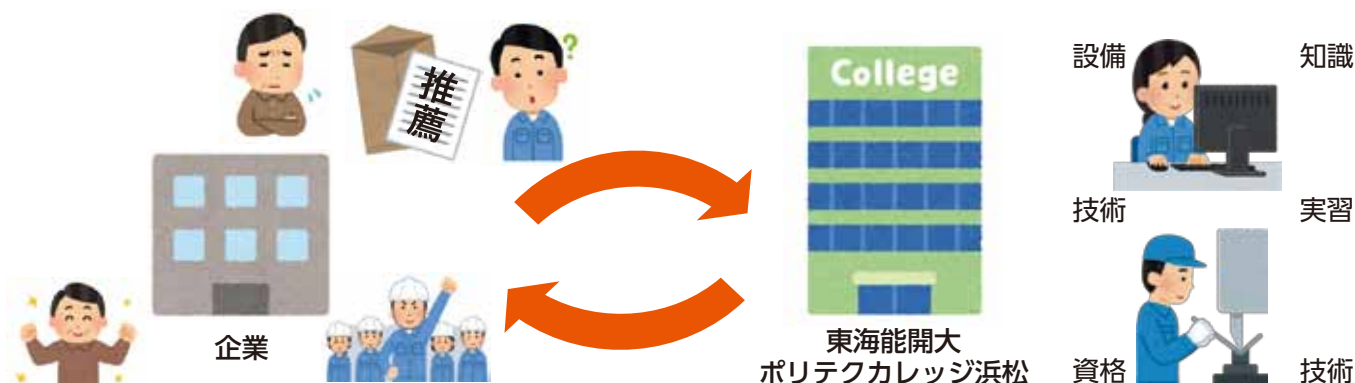 推薦
?
College
設備
知識
技術
実習
企業
東海能開大
ポリテクカレッジ浜松
資格
技術